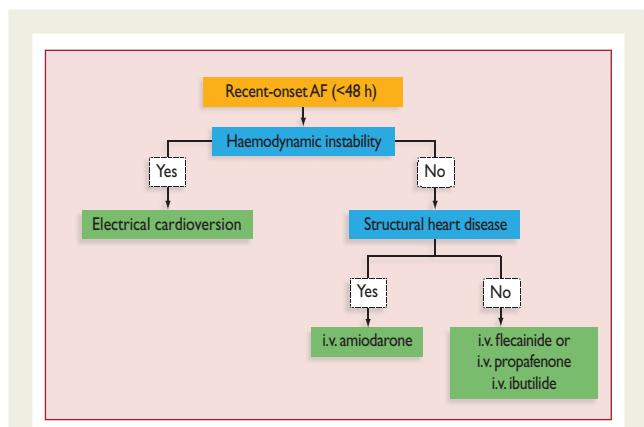 Recent-onset AF (<48 h)
Haemodynamic instability
Yes
No
Electrical cardioversion
Structural heart disease
Yes
No
i.v. amiodarone
i.v. flecainide or
i.v. propafenone
i.v. ibutilide